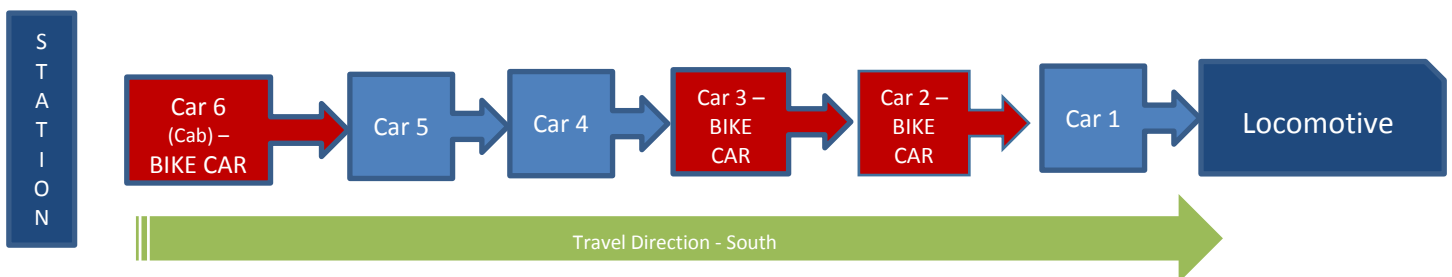 S
T
A
T
I
O
N
Car 6
(Cab) –
BIKE CAR
Car 5
Car 4
Car 3 –
BIKE
CAR
Car 2 –
BIKE
CAR
Car 1
Locomotive
Travel Direction - South